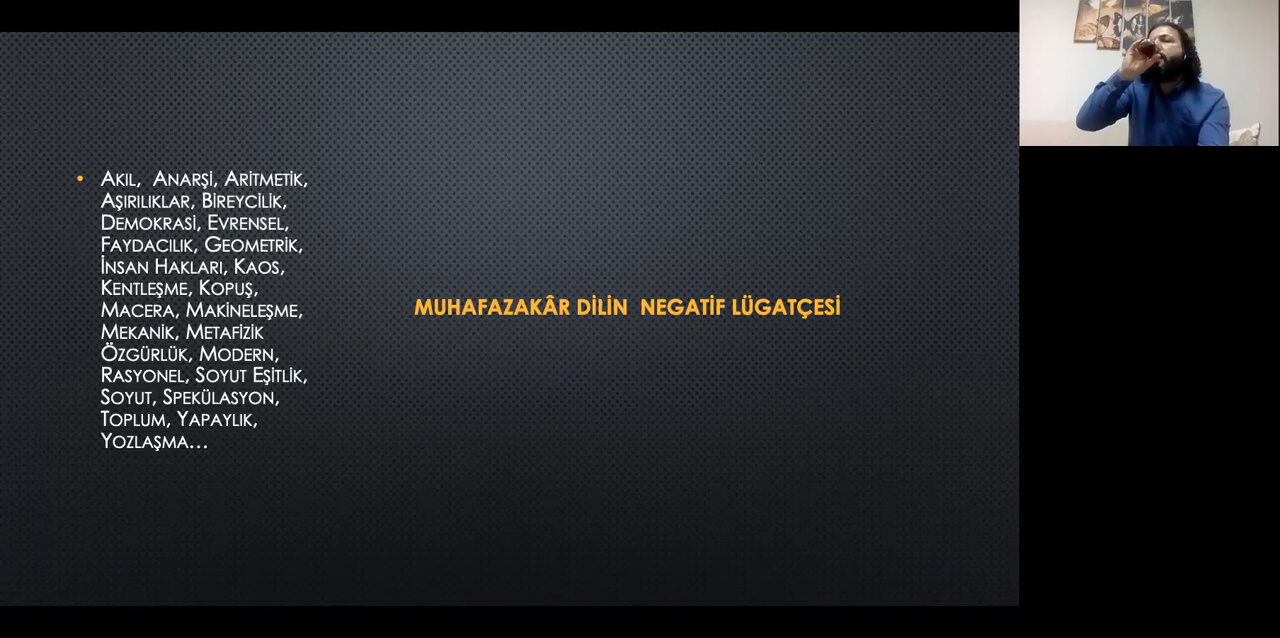 Akıl, Anarşi, Aritmetik,
Aşırılıklar, Bireycilik,
Demokrasi, Evrensel,
Faydacılık, Geometrik,
İnsan Hakları, Kaos,
Kentleşme, Kopuş,
Macera, Makineleşme,
Mekanik, Metafizik
Özgürlük, Modern,
Rasyonel, Soyut Eşitlik,
Soyut, Spekülasyon,
Toplum, Yapaylık,
Yozlaşma...
MUHAFAZAKÂR DİLİN NEGATİF LÜGATÇESİ